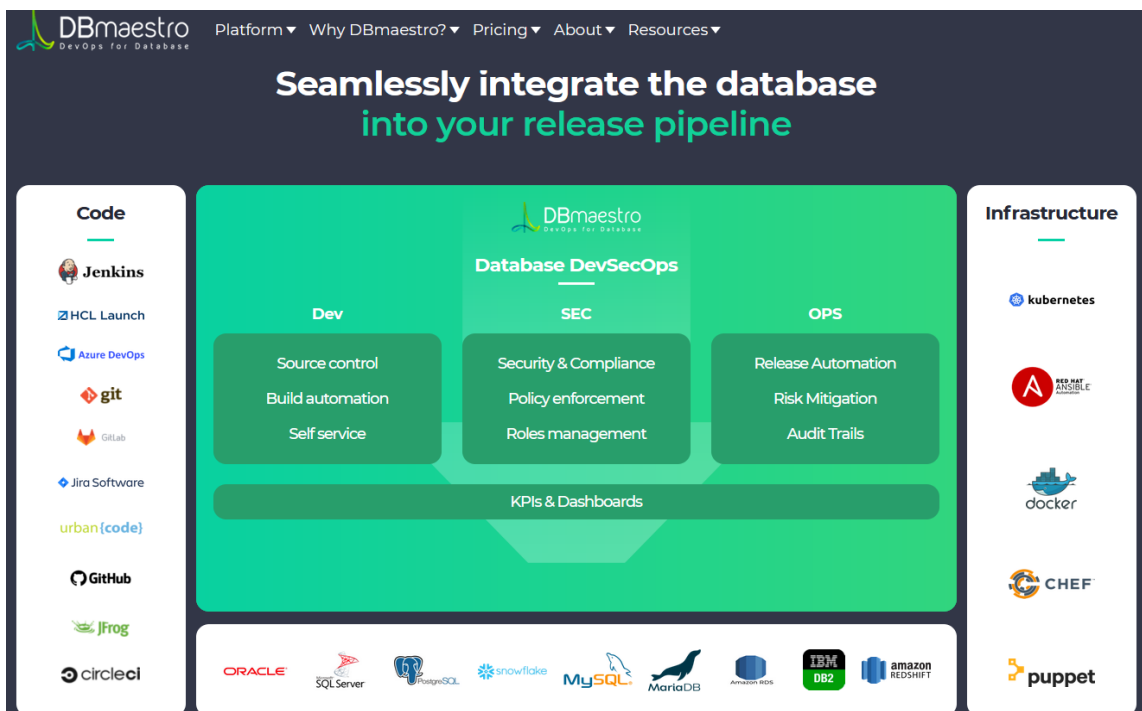 DBmaestro
DevOps for Database
Platform Why DBmaestro? Pricing About Resources
Seamlessly integrate the database
into your release pipeline
Code
Jenkins
HCL Launch
Azure DevOps
git
GitLab
Jira Software
urban{code}
GitHub
JFrog
circleci
DBmaestro
DevOps for Database
Database DevSecOps
Dev
Source control
Build automation
Self service
SEC
Security & Compliance
Policy enforcement
Roles management
OPS
Release Automation
Risk Mitigation
Audit Trails
KPIs & Dashboards
ORACLE
Microsoft
SQL Server
PostgreSQL
snowflake
MySQL
MariaDB
Amazon RDS
IBM
DB2
amazon
REDSHIFT
Infrastructure
kubernetes
RED HAT
ANSIBLE
Automation
docker
CHEF
puppet